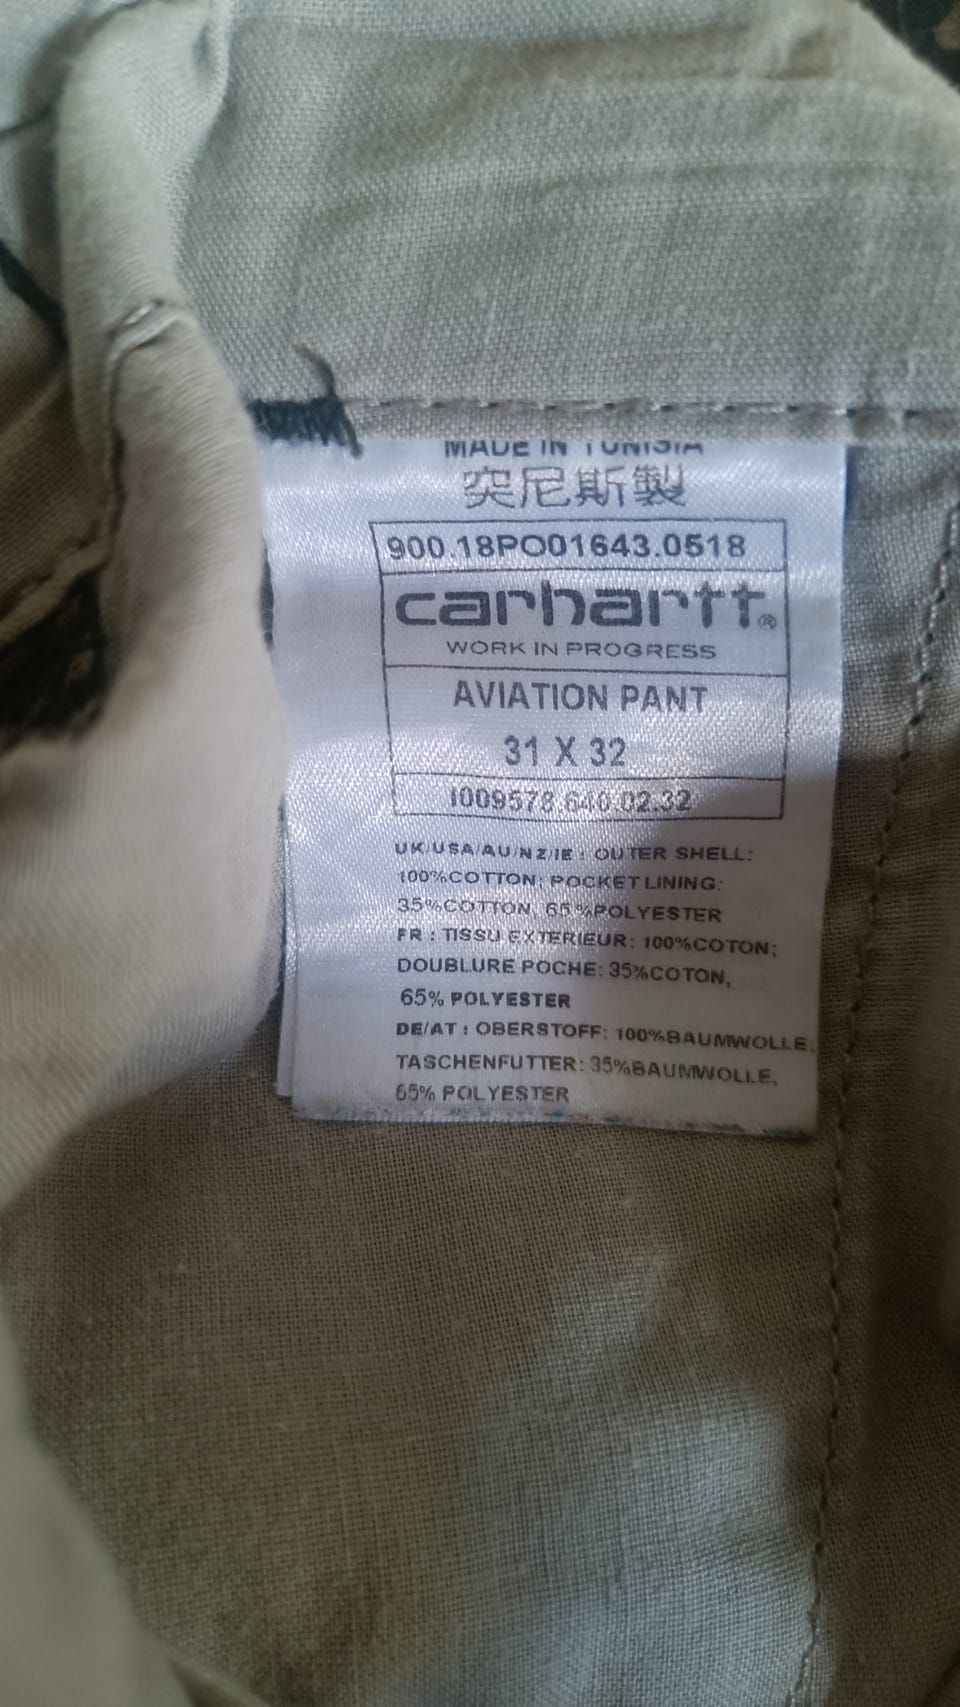 MADE IN TUNISIA
突尼斯製
900.18PO01643.0518
carhartt®
WORK IN PROGRESS
AVIATION PANT
31 X 32
I009578.640.02.32
UK/USA/AU/NZ/IE : OUTER SHELL:
100%COTTON; POCKET LINING:
35%COTTON, 65%POLYESTER
FR : TISSU EXTERIEUR: 100%COTON;
DOUBLURE POCHE: 35%COTON,
65% POLYESTER
DE/AT : OBERSTOFF: 100%BAUMWOLLE;
TASCHENFUTTER: 35%BAUMWOLLE,
65% POLYESTER